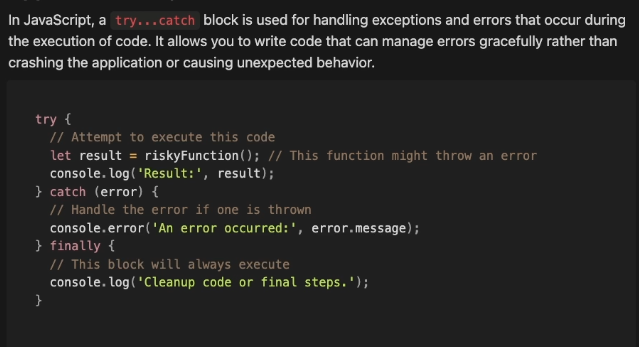 In JavaScript, a try...catch block is used for handling exceptions and errors that occur during
the execution of code. It allows you to write code that can manage errors gracefully rather than
crashing the application or causing unexpected behavior.
try {
  // Attempt to execute this code
  let result = riskyFunction(); // This function might throw an error
  console.log('Result:', result);
} catch (error) {
  // Handle the error if one is thrown
  console.error('An error occurred:', error.message);
} finally {
  // This block will always execute
  console.log('Cleanup code or final steps.');
}